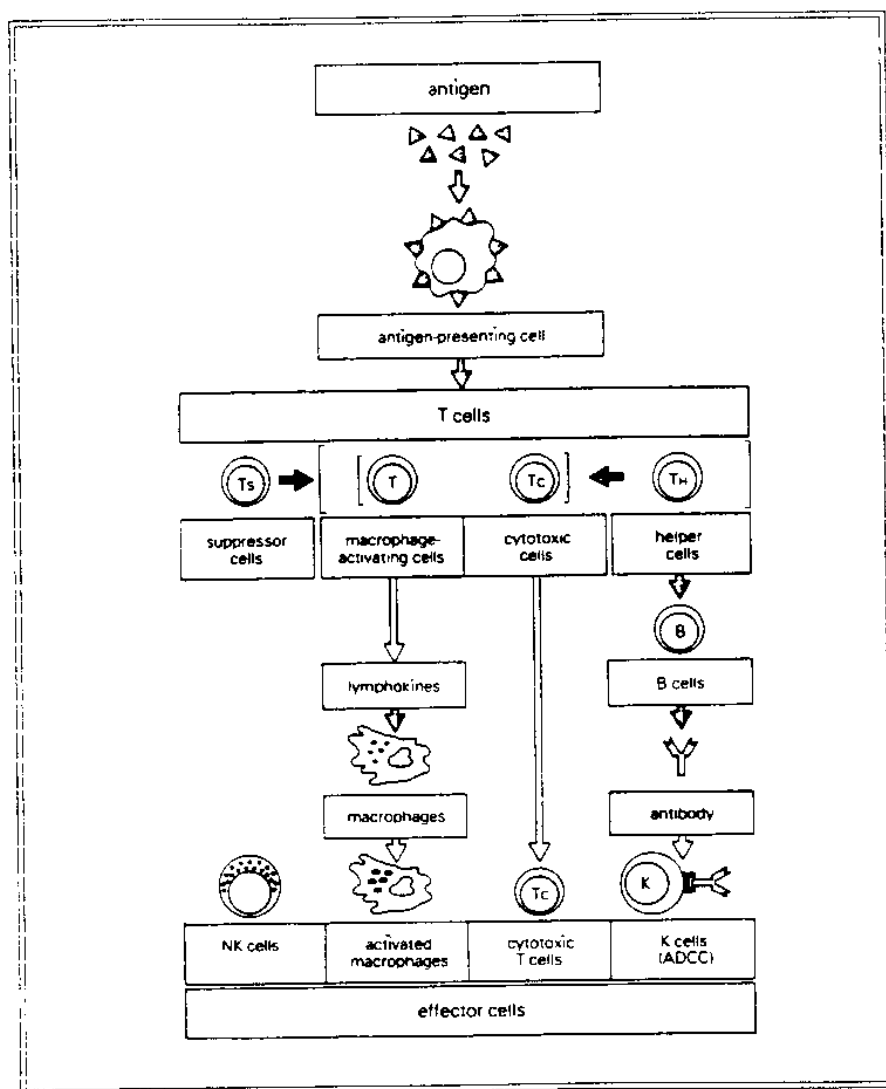 antigen
antigen-presenting cell
T cells
Ts
T
Tc
TH
suppressor
cells
macrophage-
activating cells
cytotoxic
cells
helper
cells
B
lymphokines
B cells
macrophages
antibody
Tc
K
NK cells
activated
macrophages
cytotoxic
T cells
K cells
(ADCC)
effector cells